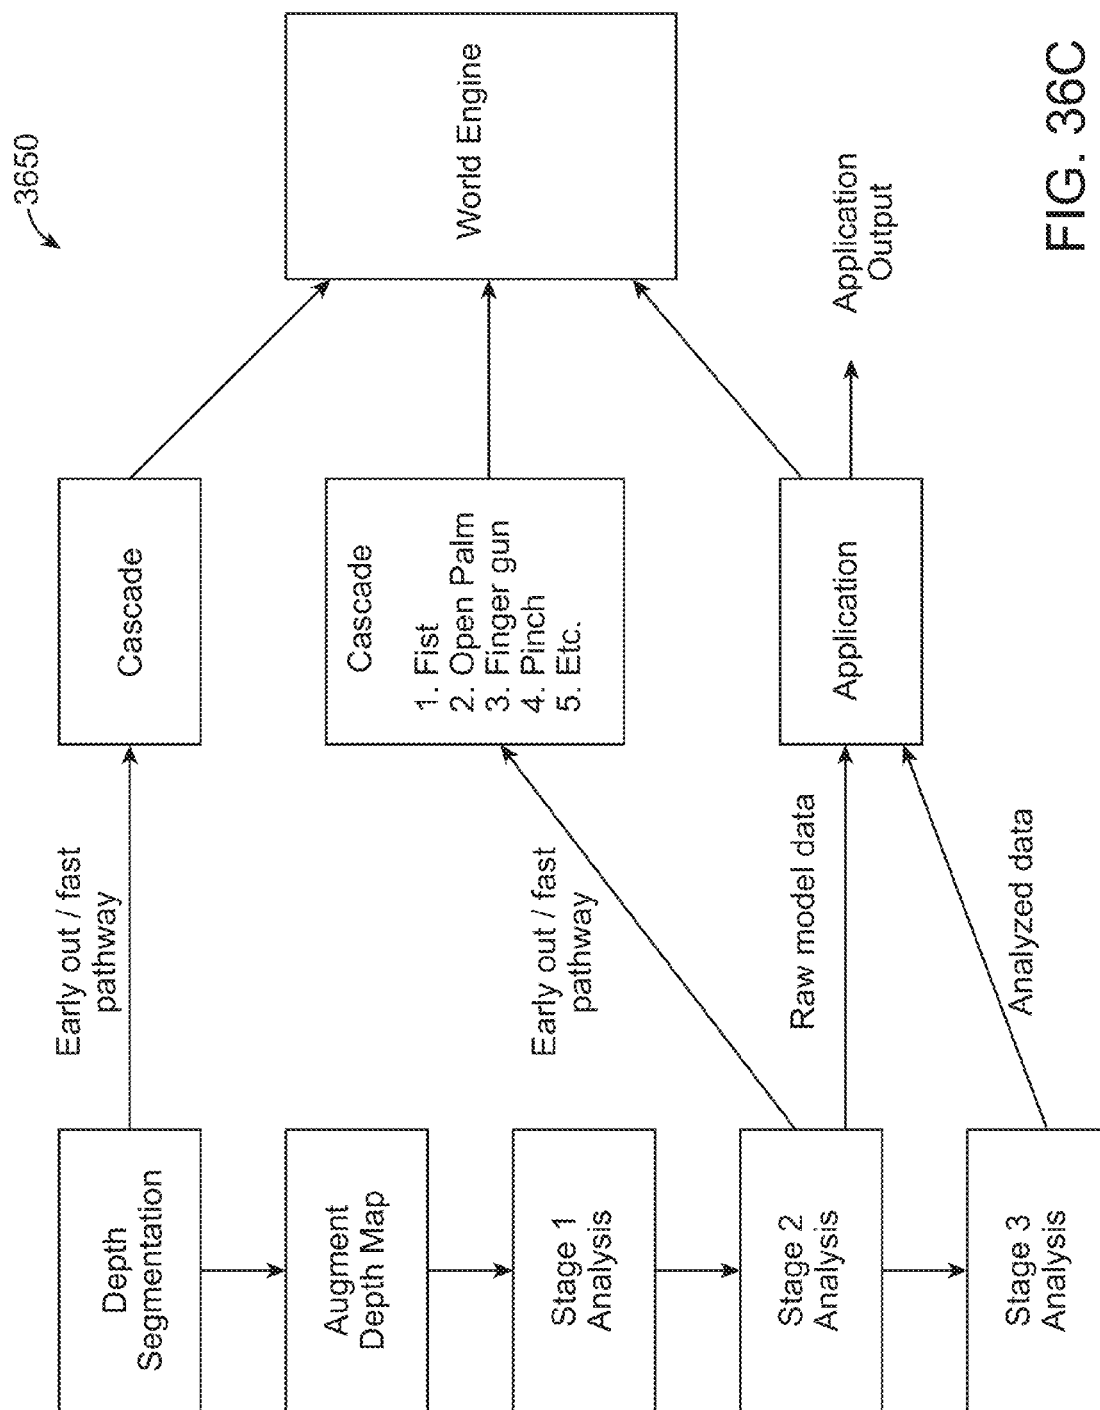 3650
Depth
Segmentation
Early out / fast
pathway
Cascade
World Engine
Augment
Depth Map
Stage 1
Analysis
Early out / fast
pathway
Cascade
1. Fist
2. Open Palm
3. Finger gun
4. Pinch
5. Etc.
Stage 2
Analysis
Raw model data
Application
Application
Output
Stage 3
Analysis
Analyzed data
FIG. 36C